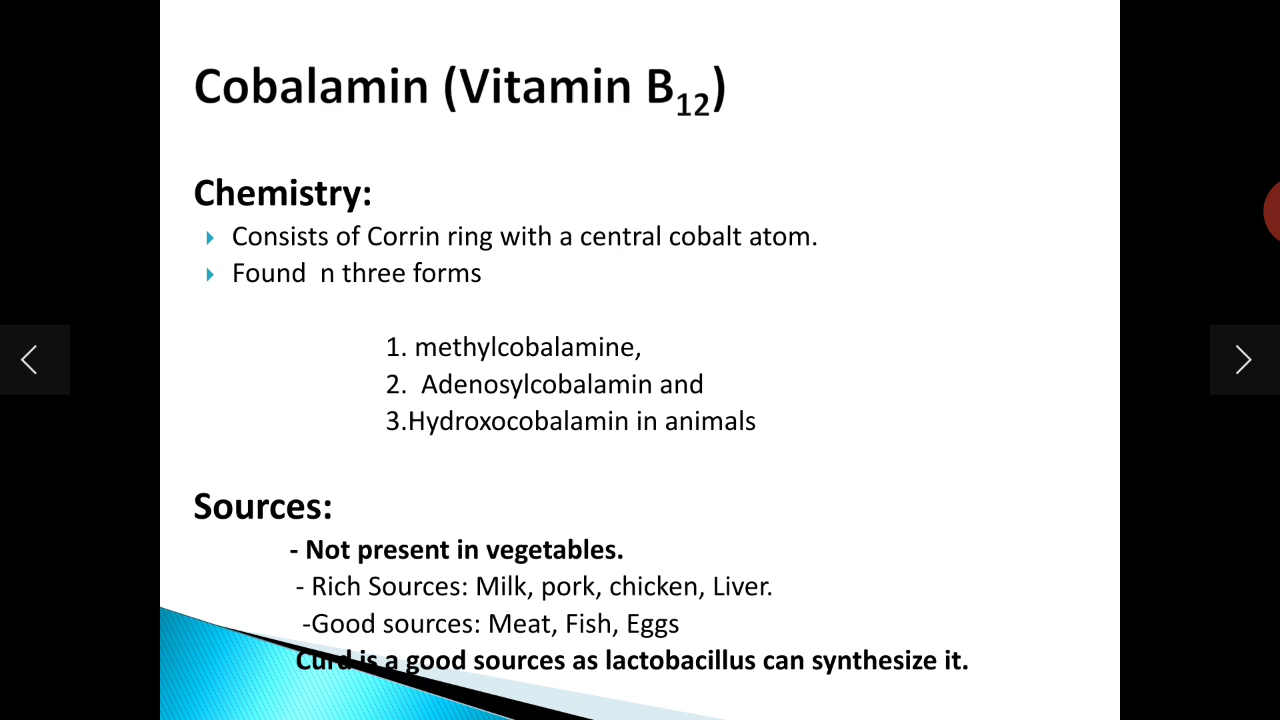 Cobalamin (Vitamin B12)
Chemistry:
Consists of Corrin ring with a central cobalt atom.
Found n three forms
1. methylcobalamine,
2. Adenosylcobalamin and
3.Hydroxocobalamin in animals
Sources:
- Not present in vegetables.
- Rich Sources: Milk, pork, chicken, Liver.
-Good sources: Meat, Fish, Eggs
Curd is a good sources as lactobacillus can synthesize it.